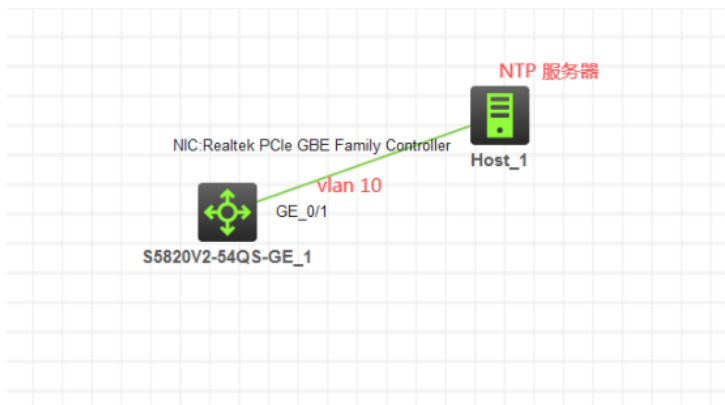 NTP 服务器
NIC:Realtek PCIe GBE Family Controller
Host_1
vlan 10
GE_0/1
S5820V2-54QS-GE_1